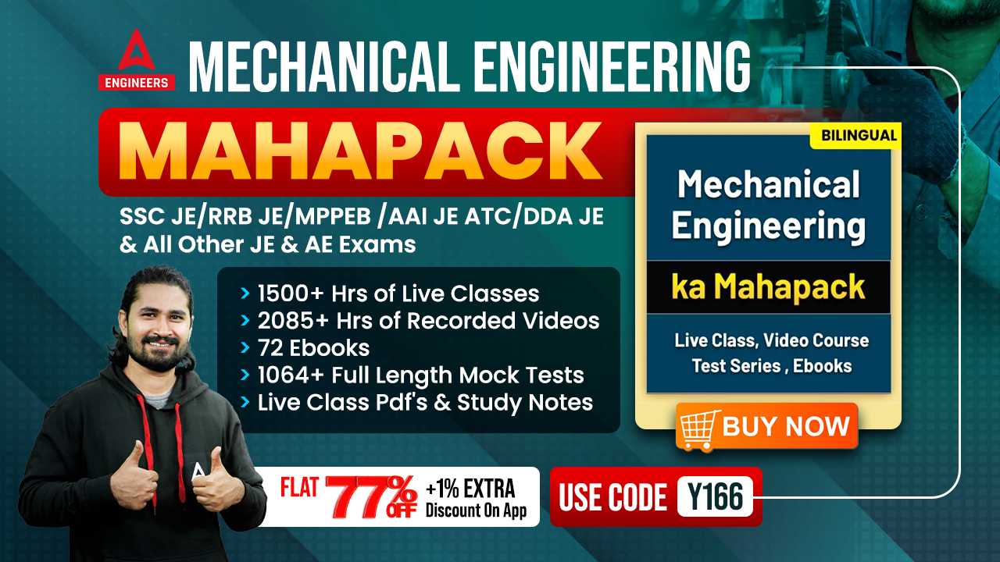 ENGINEERS
MECHANICAL ENGINEERING
MAHAPACK
SSC JE/RRB JE/MPPEB /AAI JE ATC/DDA JE
& All Other JE & AE Exams
> 1500+ Hrs of Live Classes
> 2085+ Hrs of Recorded Videos
> 72 Ebooks
> 1064+ Full Length Mock Tests
> Live Class Pdf's & Study Notes
BILINGUAL
Mechanical
Engineering
ka Mahapack
Live Class, Video Course
Test Series , Ebooks
BUY NOW
FLAT 77% OFF
+1% EXTRA
Discount On App
USE CODE Y166